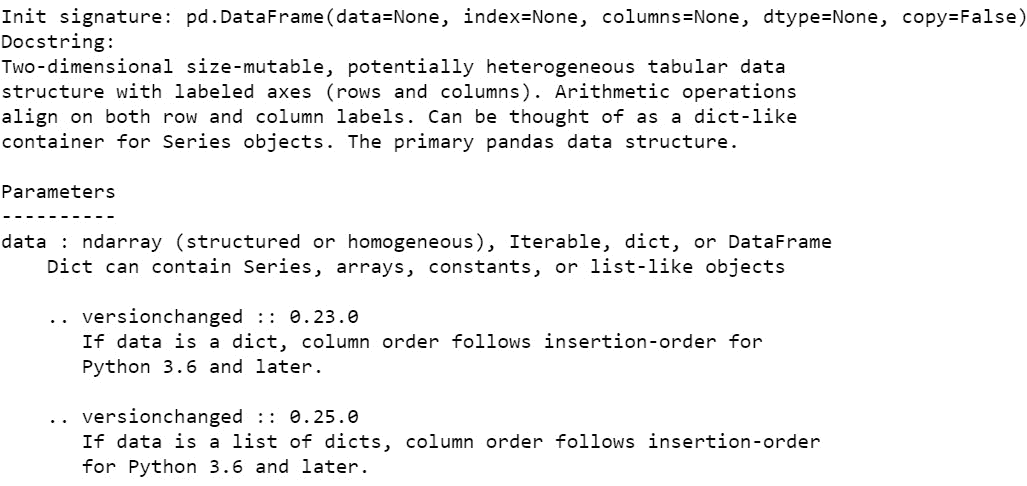 Init signature: pd.DataFrame(data=None, index=None, columns=None, dtype=None, copy=False)
Docstring:
Two-dimensional size-mutable, potentially heterogeneous tabular data
structure with labeled axes (rows and columns). Arithmetic operations
align on both row and column labels. Can be thought of as a dict-like
container for Series objects. The primary pandas data structure.

Parameters
----------
data : ndarray (structured or homogeneous), Iterable, dict, or DataFrame
    Dict can contain Series, arrays, constants, or list-like objects

    .. versionchanged :: 0.23.0
       If data is a dict, column order follows insertion-order for
       Python 3.6 and later.

    .. versionchanged :: 0.25.0
       If data is a list of dicts, column order follows insertion-order
       for Python 3.6 and later.